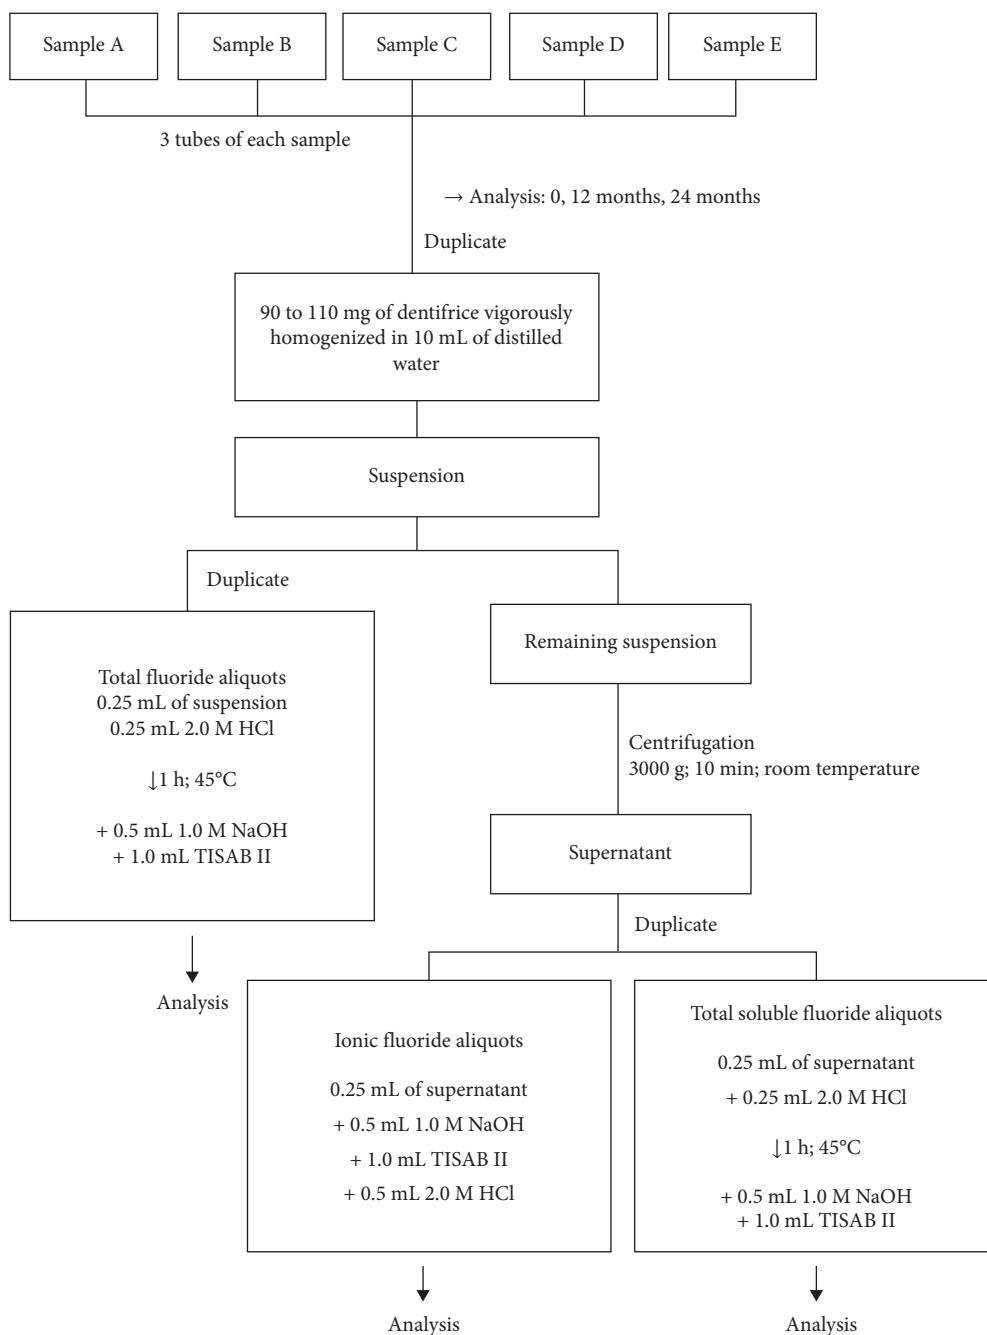 Sample A
Sample B
Sample C
Sample D
Sample E
3 tubes of each sample
→ Analysis: 0, 12 months, 24 months
Duplicate
90 to 110 mg of dentifrice vigorously
homogenized in 10 mL of distilled
water
Suspension
Duplicate
Total fluoride aliquots
0.25 mL of suspension
0.25 mL 2.0 M HCl
↓1 h; 45°C
+ 0.5 mL 1.0 M NaOH
+ 1.0 mL TISAB II
Analysis
Remaining suspension
Centrifugation
3000 g; 10 min; room temperature
Supernatant
Duplicate
Ionic fluoride aliquots
0.25 mL of supernatant
+ 0.5 mL 1.0 M NaOH
+ 1.0 mL TISAB II
+ 0.5 mL 2.0 M HCl
Analysis
Total soluble fluoride aliquots
0.25 mL of supernatant
+ 0.25 mL 2.0 M HCl
↓1 h; 45°C
+ 0.5 mL 1.0 M NaOH
+ 1.0 mL TISAB II
Analysis